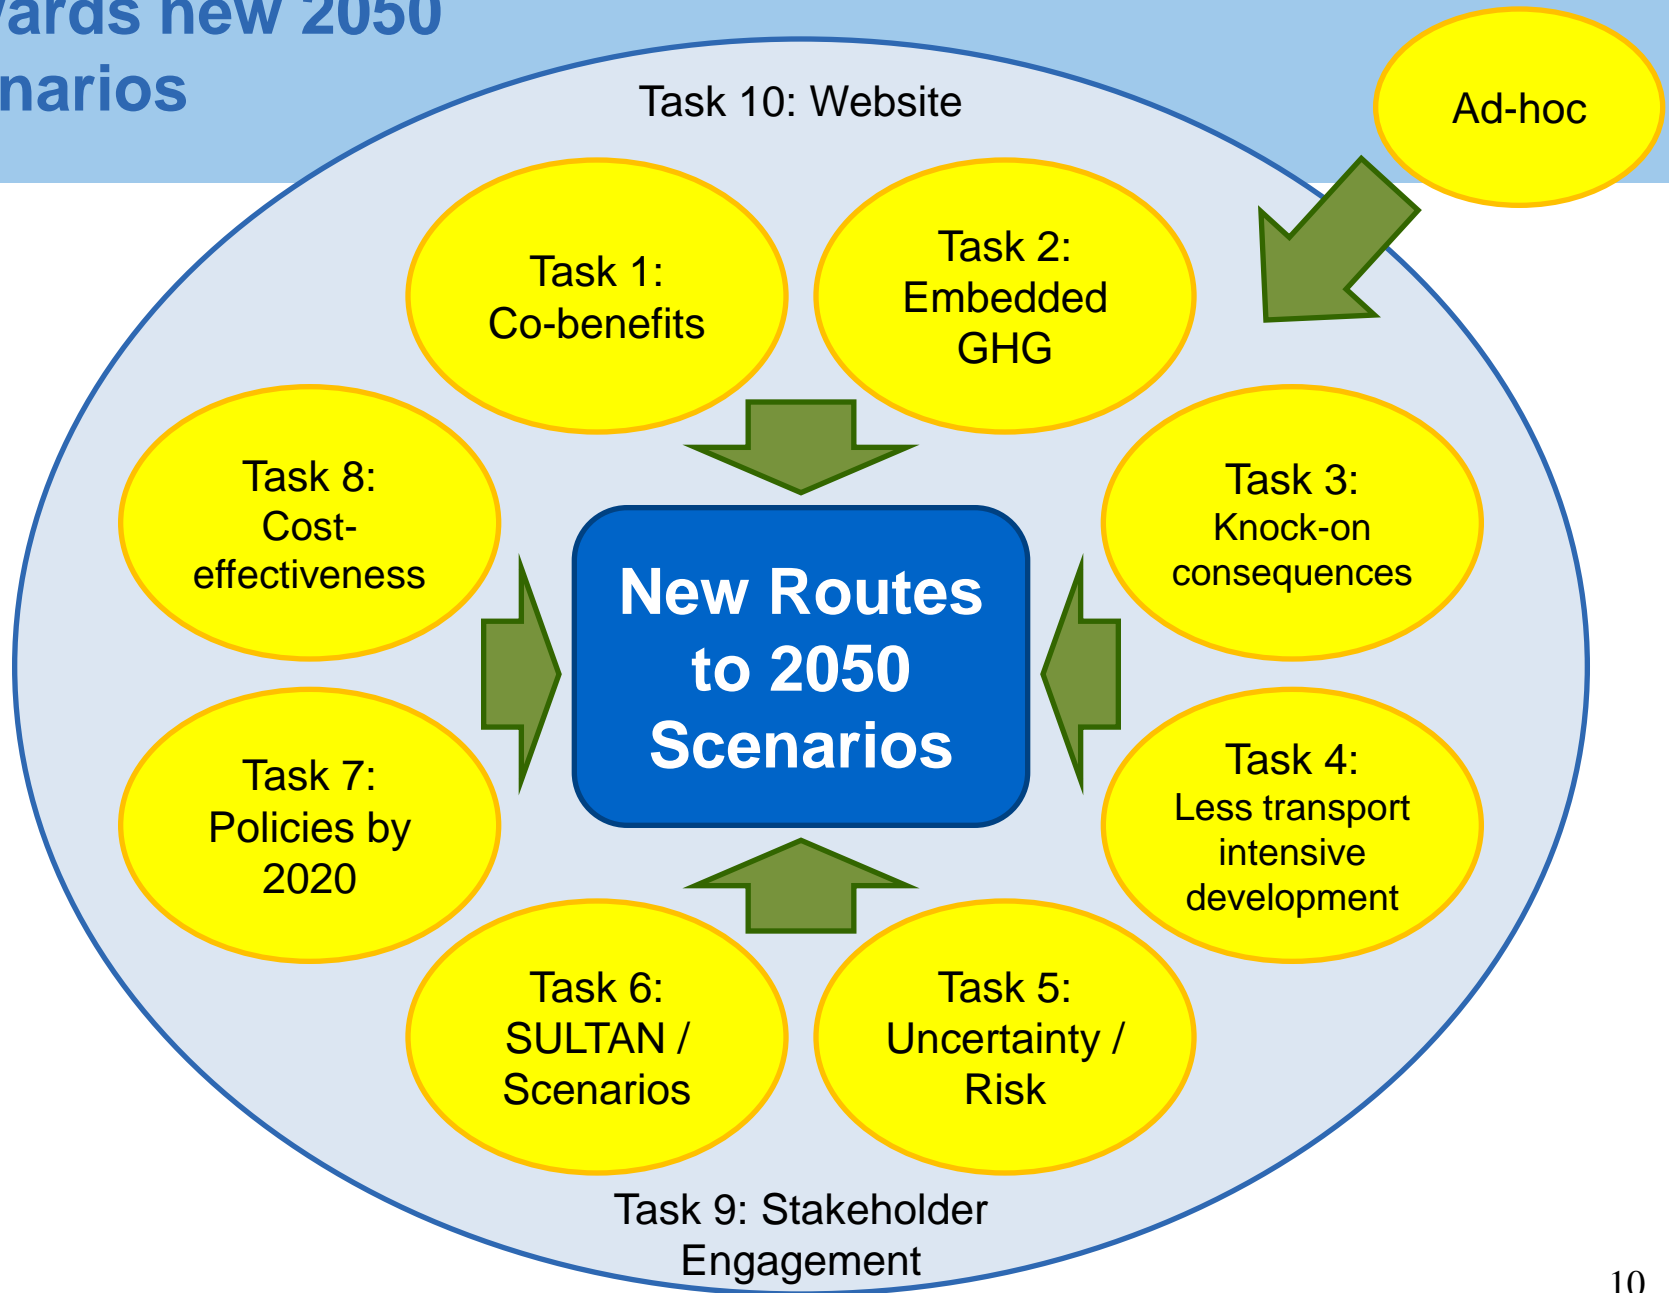 new 2050
Task 10: Website
Ad-hoc
Task 1:
Co-benefits
Task 2:
Embedded
GHG
Task 8:
Cost-
effectiveness
Task 3:
Knock-on
consequences
New Routes
to 2050
Scenarios
Task 7:
Policies by
2020
Task 4:
Less transport
intensive
development
Task 6:
SULTAN /
Scenarios
Task 5:
Uncertainty /
Risk
Task 9: Stakeholder
Engagement
10